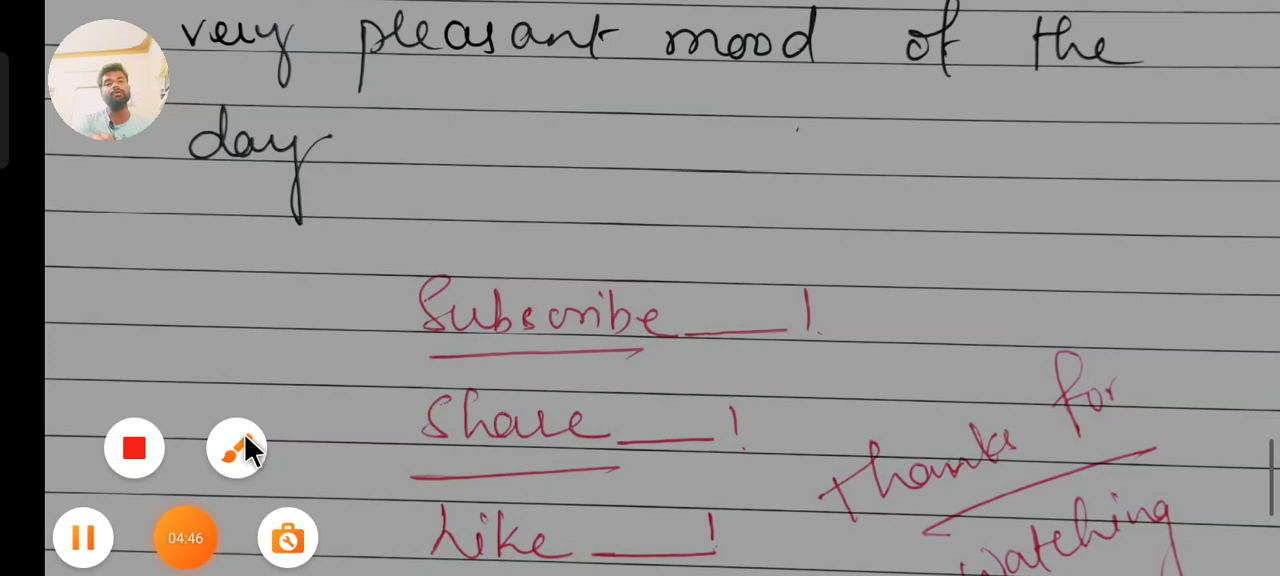 very pleasant mood of the
day
Subscribe ___!
Share ___!
Like ___!
Thanks for
watching
04:46